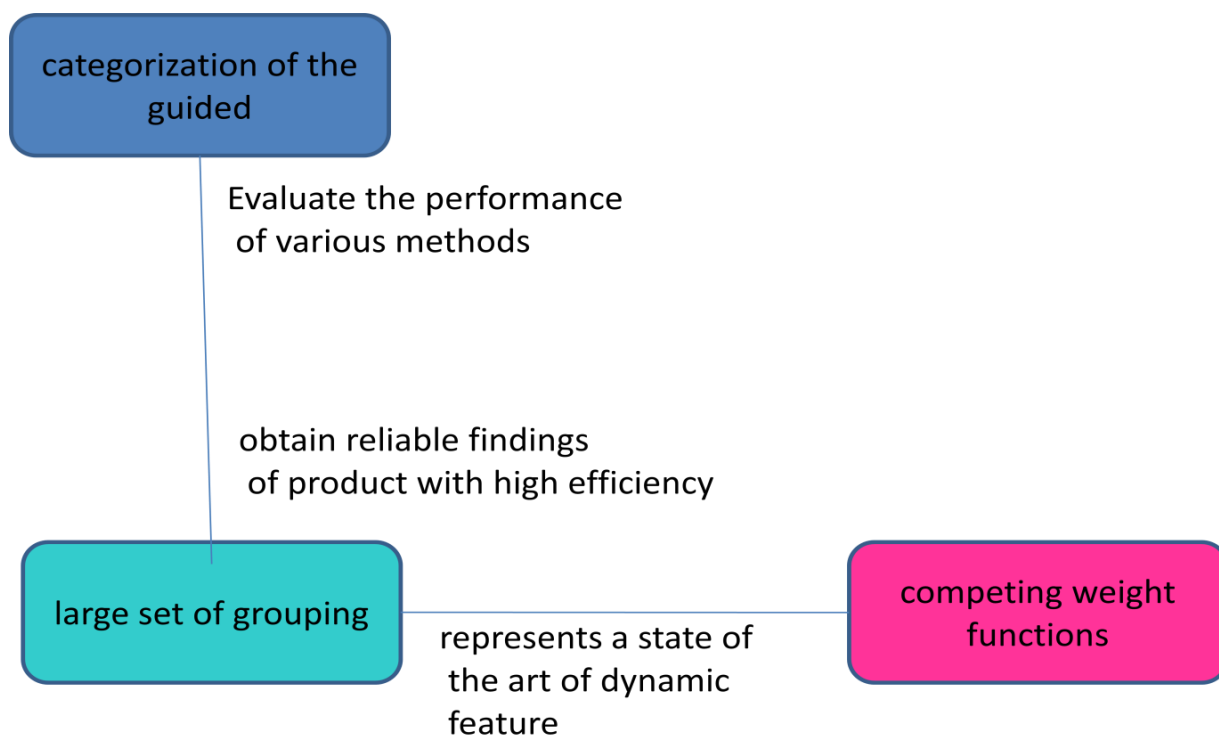 categorization of the
guided
Evaluate the performance
of various methods
obtain reliable findings
of product with high efficiency
large set of grouping
represents a state of
the art of dynamic
feature
competing weight
functions